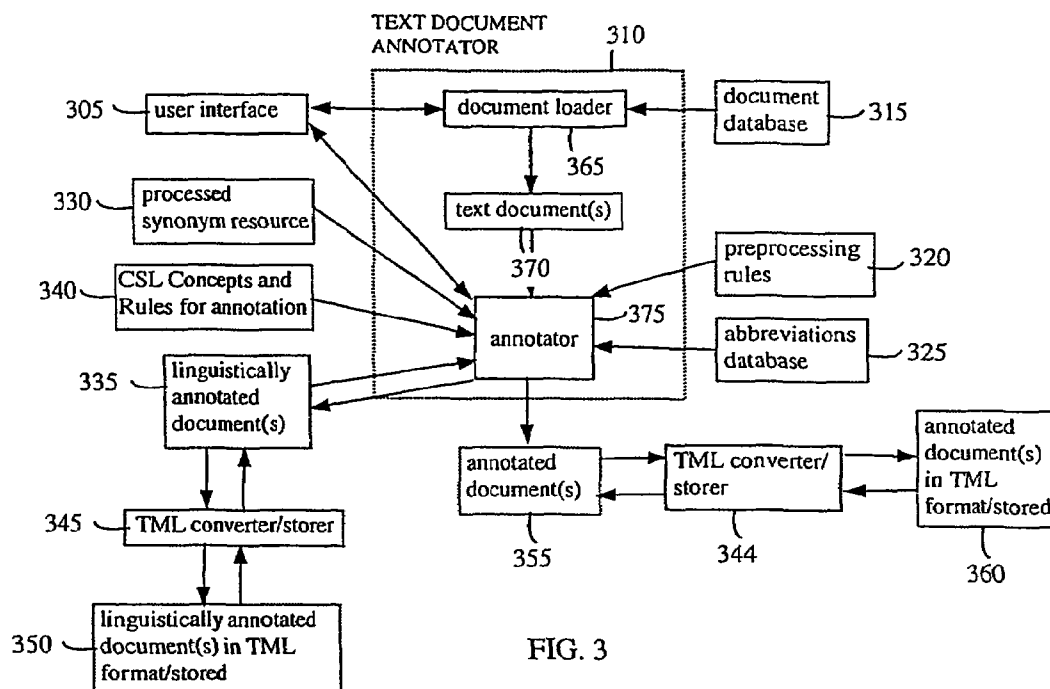 TEXT DOCUMENT
ANNOTATOR
310
305
user interface
document loader
document
database
315
365
330
processed
synonym resource
text document(s)
370
preprocessing
rules
320
340
CSL Concepts and
Rules for annotation
375
annotator
abbreviations
database
325
335
linguistically
annotated
document(s)
annotated
document(s)
355
TML converter/
storer
344
annotated
document(s)
in TML
format/stored
360
345
TML converter/storer
350
linguistically annotated
document(s) in TML
format/stored
FIG. 3